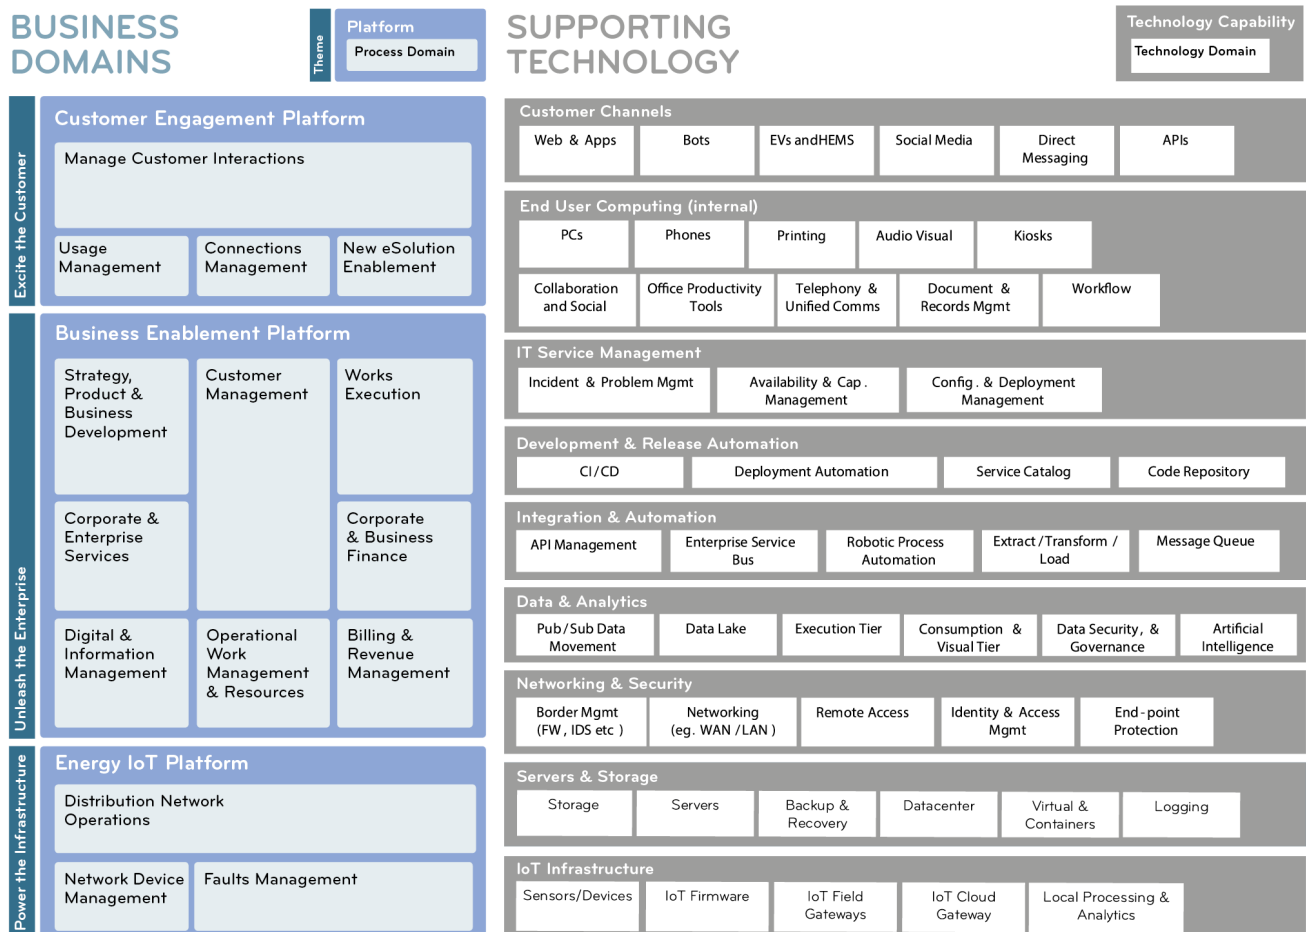 BUSINESS
DOMAINS
Theme
Platform
Process Domain
Excite the Customer
Customer Engagement Platform
Manage Customer Interactions
Usage
Management
Connections
Management
New eSolution
Enablement
Unleash the Enterprise
Business Enablement Platform
Strategy,
Product &
Business
Development
Customer
Management
Works
Execution
Corporate &
Enterprise
Services
Corporate
& Business
Finance
Digital &
Information
Management
Operational
Work
Management
& Resources
Billing &
Revenue
Management
Power the Infrastructure
Energy IoT Platform
Distribution Network
Operations
Network Device
Management
Faults Management
SUPPORTING
TECHNOLOGY
Technology Capability
Technology Domain
Customer Channels
Web & Apps
Bots
EVs andHEMS
Social Media
Direct
Messaging
APIs
End User Computing (internal)
PCs
Phones
Printing
Audio Visual
Kiosks
Collaboration
and Social
Office Productivity
Tools
Telephony &
Unified Comms
Document &
Records Mgmt
Workflow
IT Service Management
Incident & Problem Mgmt
Availability & Cap .
Management
Config . & Deployment
Management
Development & Release Automation
CI/CD
Deployment Automation
Service Catalog
Code Repository
Integration & Automation
API Management
Enterprise Service
Bus
Robotic Process
Automation
Extract /Transform /
Load
Message Queue
Data & Analytics
Pub/Sub Data
Movement
Data Lake
Execution Tier
Consumption &
Visual Tier
Data Security, &
Governance
Artificial
Intelligence
Networking & Security
Border Mgmt
(FW , IDS etc )
Networking
(eg. WAN /LAN )
Remote Access
Identity & Access
Mgmt
End-point
Protection
Servers & Storage
Storage
Servers
Backup &
Recovery
Datacenter
Virtual &
Containers
Logging
IoT Infrastructure
Sensors/Devices
IoT Firmware
IoT Field
Gateways
IoT Cloud
Gateway
Local Processing &
Analytics